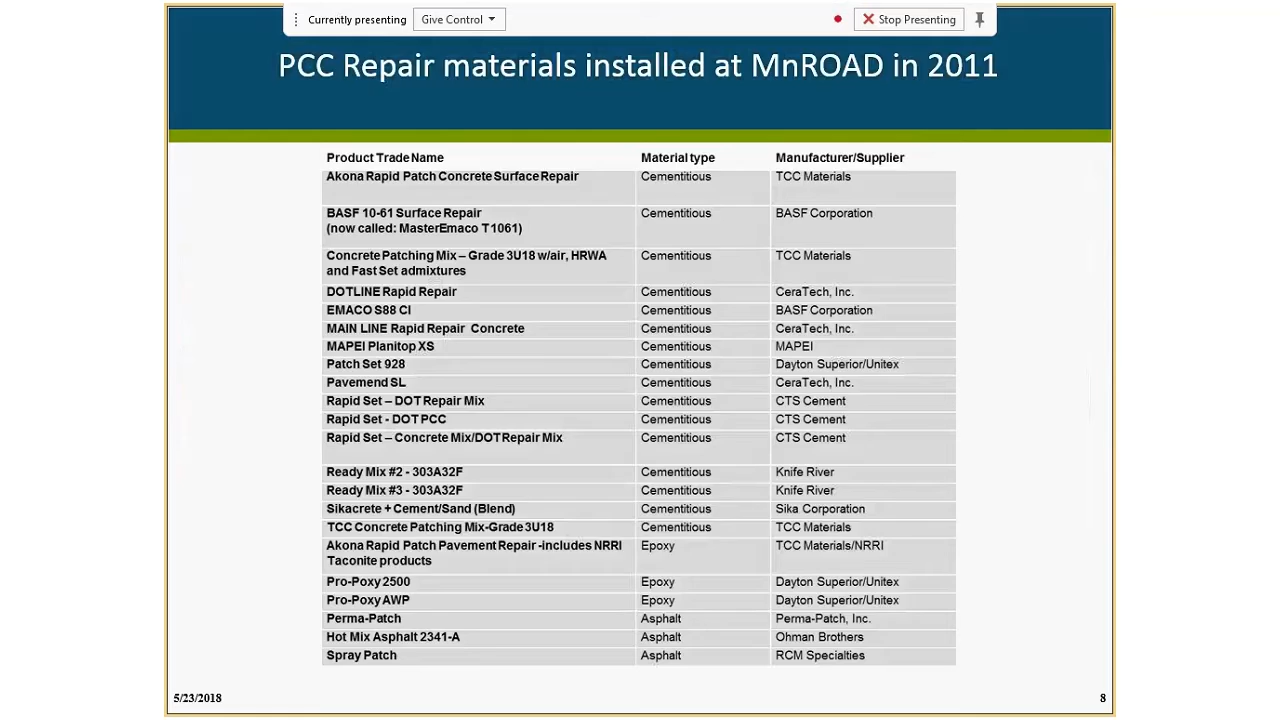 Currently presenting Give Control Stop Presenting
PCC Repair materials installed at MnROAD in 2011
Product Trade Name Material type Manufacturer/Supplier
Akona Rapid Patch Concrete Surface Repair Cementitious TCC Materials
BASF 10-61 Surface Repair Cementitious BASF Corporation
(now called: MasterEmaco T1061)
Concrete Patching Mix – Grade 3U18 w/air, HRWA Cementitious TCC Materials
and Fast Set admixtures
DOTLINE Rapid Repair Cementitious CeraTech, Inc.
EMACO S88 CI Cementitious BASF Corporation
MAIN LINE Rapid Repair Concrete Cementitious CeraTech, Inc.
MAPEI Planitop XS Cementitious MAPEI
Patch Set 928 Cementitious Dayton Superior/Unitex
Pavemend SL Cementitious CeraTech, Inc.
Rapid Set – DOT Repair Mix Cementitious CTS Cement
Rapid Set - DOT PCC Cementitious CTS Cement
Rapid Set – Concrete Mix/DOT Repair Mix Cementitious CTS Cement
Ready Mix #2 - 303A32F Cementitious Knife River
Ready Mix #3 - 303A32F Cementitious Knife River
Sikacrete + Cement/Sand (Blend) Cementitious Sika Corporation
TCC Concrete Patching Mix-Grade 3U18 Cementitious TCC Materials
Akona Rapid Patch Pavement Repair -includes NRRI Epoxy TCC Materials/NRRI
Taconite products
Pro-Poxy 2500 Epoxy Dayton Superior/Unitex
Pro-Poxy AWP Epoxy Dayton Superior/Unitex
Perma-Patch Asphalt Perma-Patch, Inc.
Hot Mix Asphalt 2341-A Asphalt Ohman Brothers
Spray Patch Asphalt RCM Specialties
5/23/2018 8